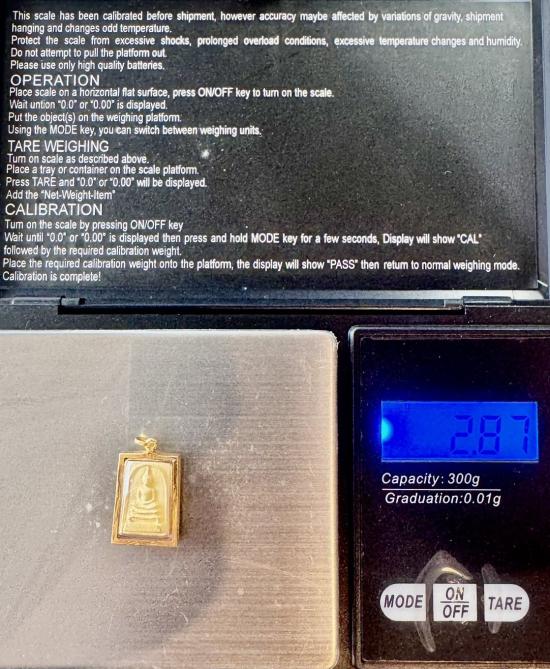 This scale has been calibrated before shipment, however accuracy maybe affected by variations of gravity, shipment
hanging and changes odd temperature.
Protect the scale from excessive shocks, prolonged overload conditions, excessive temperature changes and humidity.
Do not attempt to pull the platform out.
Please use only high quality batteries.
OPERATION
Place scale on a horizontal flat surface, press ON/OFF key to turn on the scale.
Wait untion "0.0" or "0.00" is displayed.
Put the object(s) on the weighing platform.
Using the MODE key, you can switch between weighing units.
TARE WEIGHING
Turn on scale as described above.
Place a tray or container on the scale platform.
Press TARE and "0.0" or "0.00" will be displayed.
Add the "Net-Weight-Item"
CALIBRATION
Turn on the scale by pressing ON/OFF key
Wait until "0.0" or "0.00" is displayed then press and hold MODE key for a few seconds, Display will show "CAL"
followed by the required calibration weight.
Place the required calibration weight onto the platform, the display will show "PASS" then return to normal weighing mode.
Calibration is complete!
2.87
Capacity: 300g
Graduation:0.01g
MODE
ON
OFF
TARE